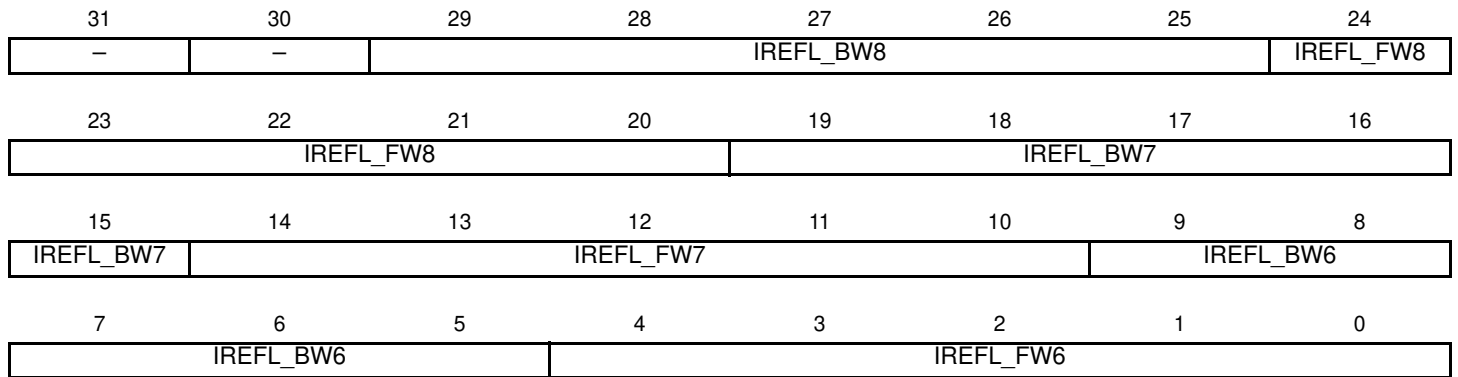 31 30 29 28 27 26 25 24
– – IREFL_BW8 IREFL_FW8
23 22 21 20 19 18 17 16
IREFL_FW8 IREFL_BW7
15 14 13 12 11 10 9 8
IREFL_BW7 IREFL_FW7 IREFL_BW6
7 6 5 4 3 2 1 0
IREFL_BW6 IREFL_FW6